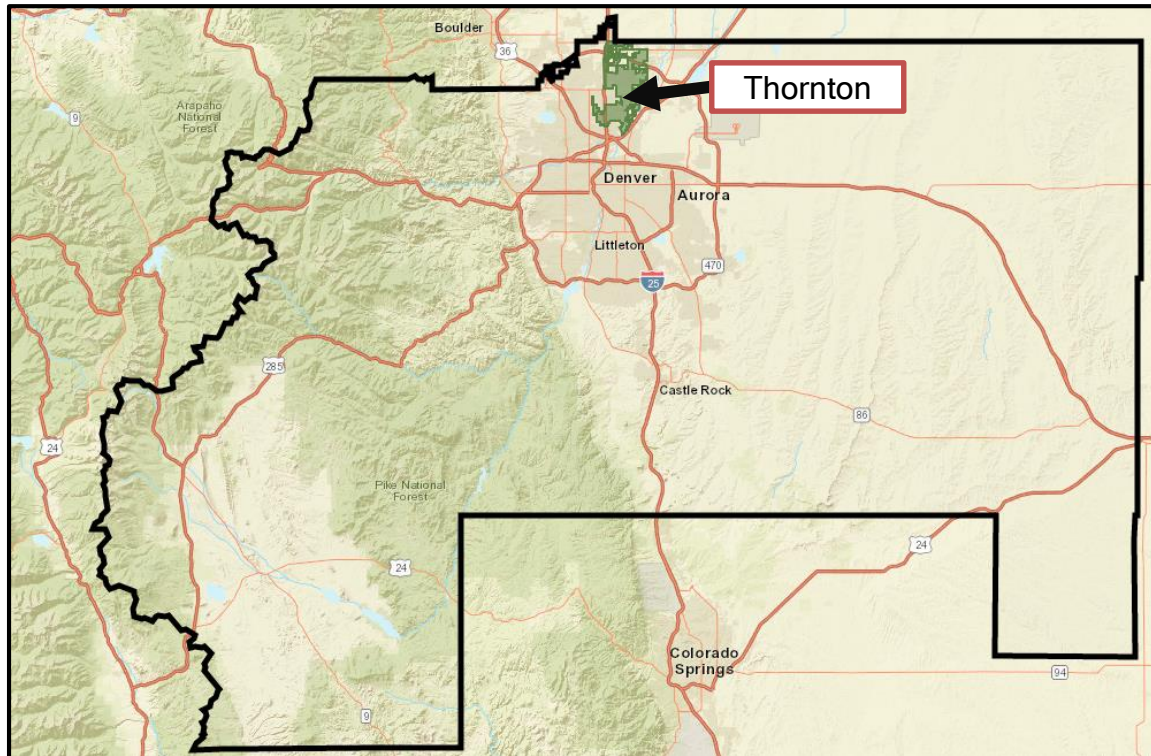 Boulder
36
Thornton
Arapaho
National
Forest
9
Denver
Aurora
Littleton
470
25
285
Castle Rock
86
24
Pike National
Forest
24
24
Colorado
Springs
94
9